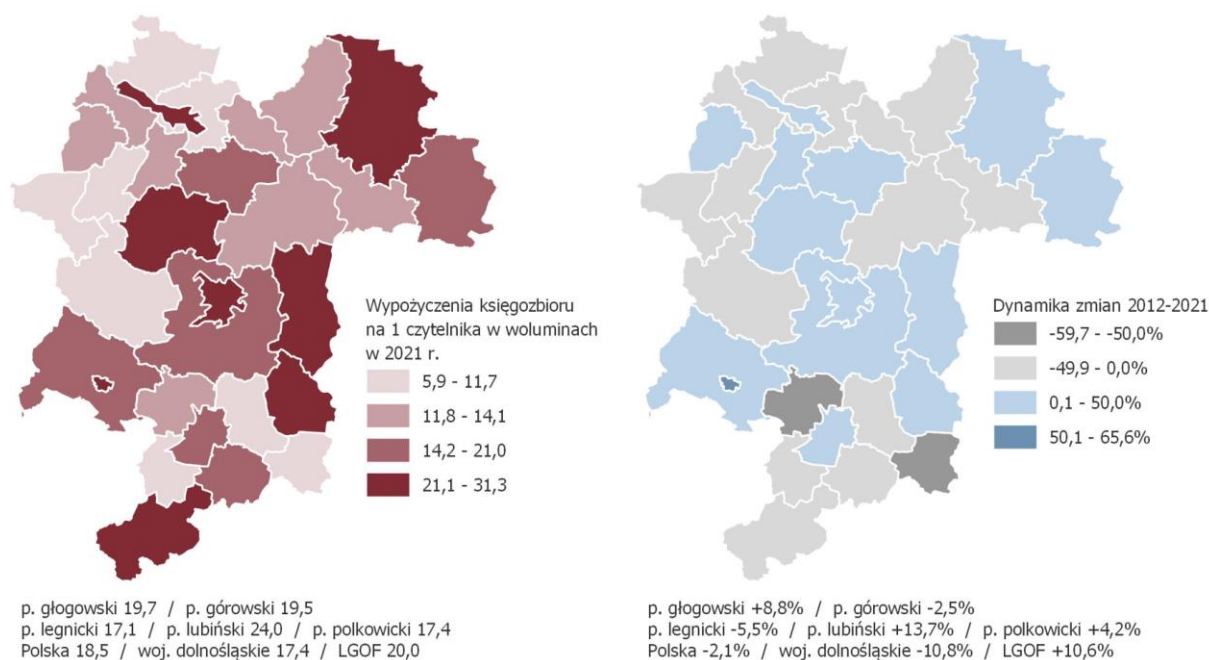 Wypożyczenia księgozbioru
na 1 czytelnika w woluminach
w 2021 r.
5,9 - 11,7
11,8 - 14,1
14,2 - 21,0
21,1 - 31,3
p. głogowski 19,7 / p. górowski 19,5
p. legnicki 17,1 / p. lubiński 24,0 / p. polkowicki 17,4
Polska 18,5 / woj. dolnośląskie 17,4 / LGOF 20,0
Dynamika zmian 2012-2021
-59,7 - -50,0%
-49,9 - 0,0%
0,1 - 50,0%
50,1 - 65,6%
p. głogowski +8,8% / p. górowski -2,5%
p. legnicki -5,5% / p. lubiński +13,7% / p. polkowicki +4,2%
Polska -2,1% / woj. dolnośląskie -10,8% / LGOF +10,6%